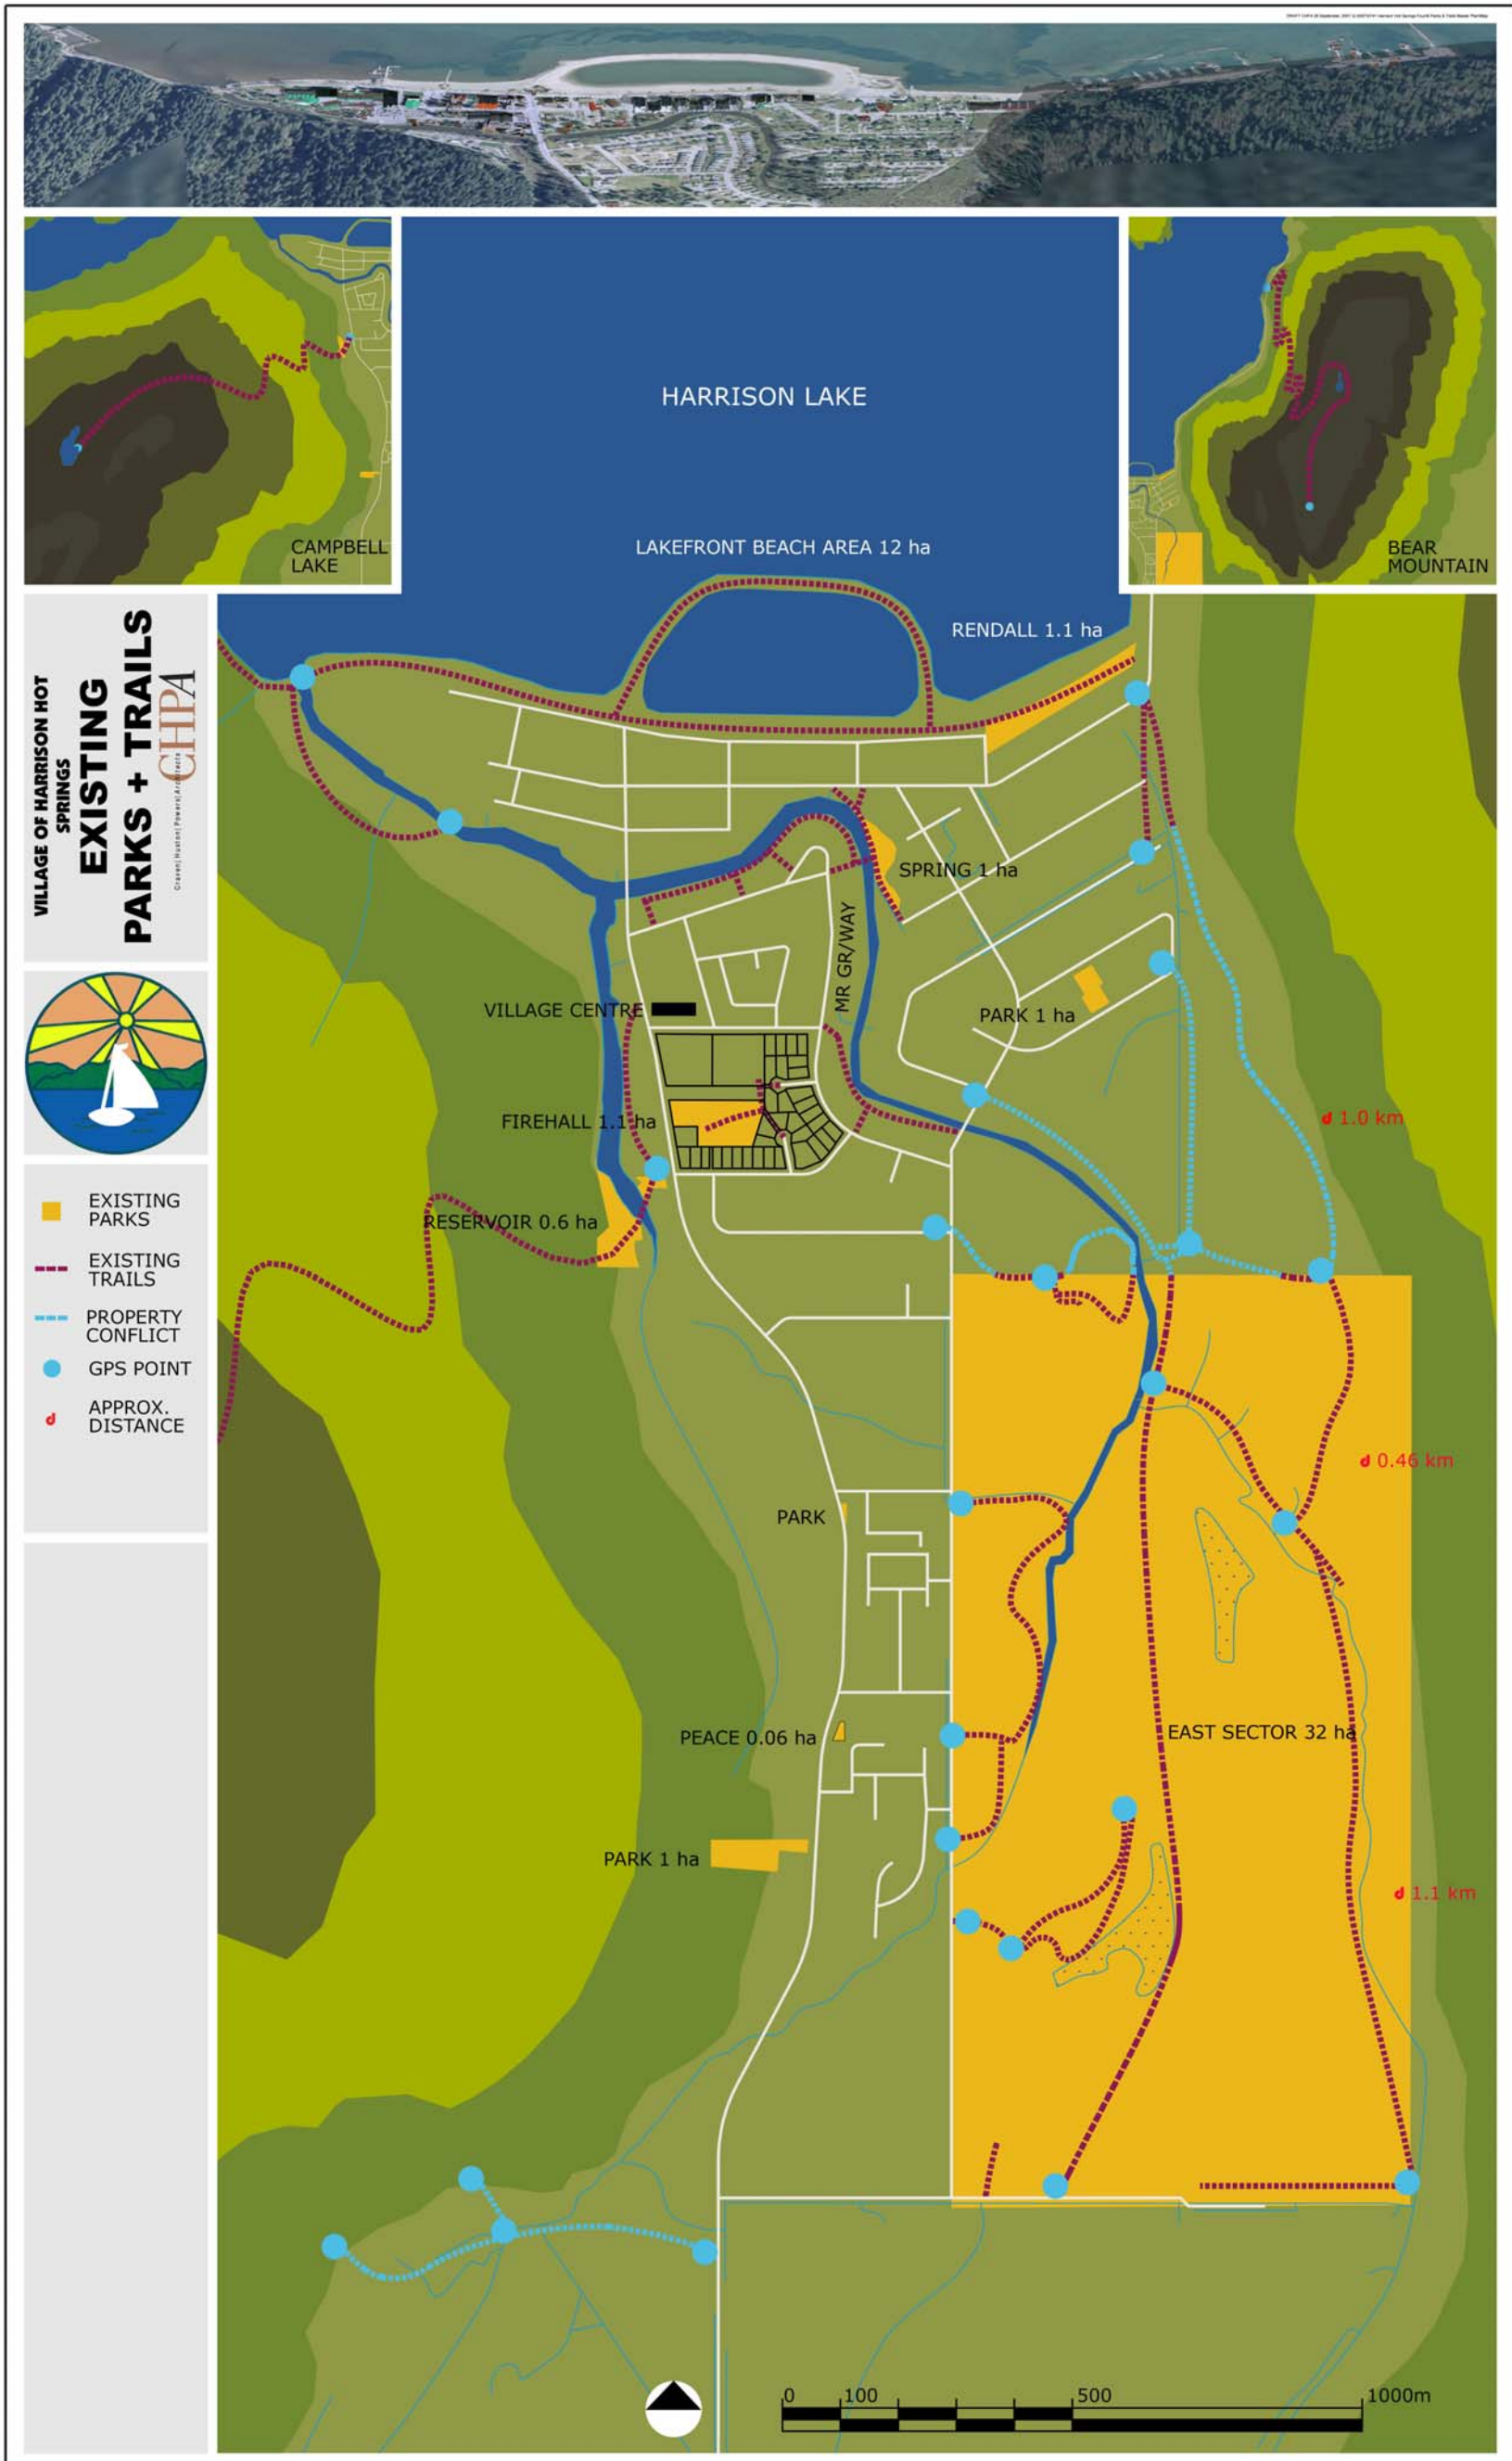 HARRISON LAKE
CAMPBELL
LAKE
LAKEFRONT BEACH AREA 12 ha
BEAR
MOUNTAIN
VILLAGE OF HARRISON HOT
SPRINGS
EXISTING
PARKS + TRAILS
Craven| Huston| Powers| Architects
CHPA
RENDALL 1.1 ha
SPRING 1 ha
MR GR/WAY
VILLAGE CENTRE
PARK 1 ha
FIREHALL 1.1 ha
d 1.0 km
EXISTING
PARKS
EXISTING
TRAILS
PROPERTY
CONFLICT
GPS POINT
d
APPROX.
DISTANCE
RESERVOIR 0.6 ha
d 0.46 km
PARK
EAST SECTOR 32 ha
PEACE 0.06 ha
PARK 1 ha
d 1.1 km
0 100 500 1000m